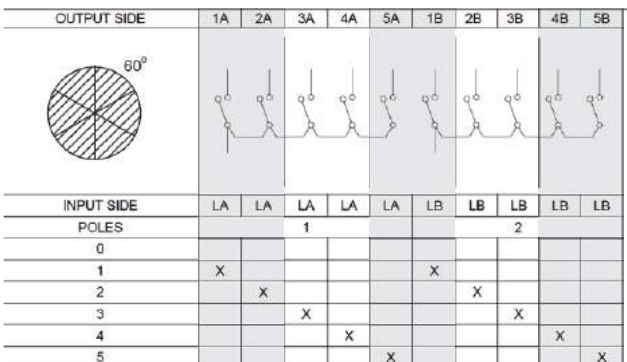 OUTPUT SIDE 1A 2A 3A 4A 5A 1B 2B 3B 4B 5B
60°
INPUT SIDE LA LA LA LA LA LB LB LB LB LB
POLES 1 2
0
1 X X
2 X X
3 X X
4 X X
5 X X